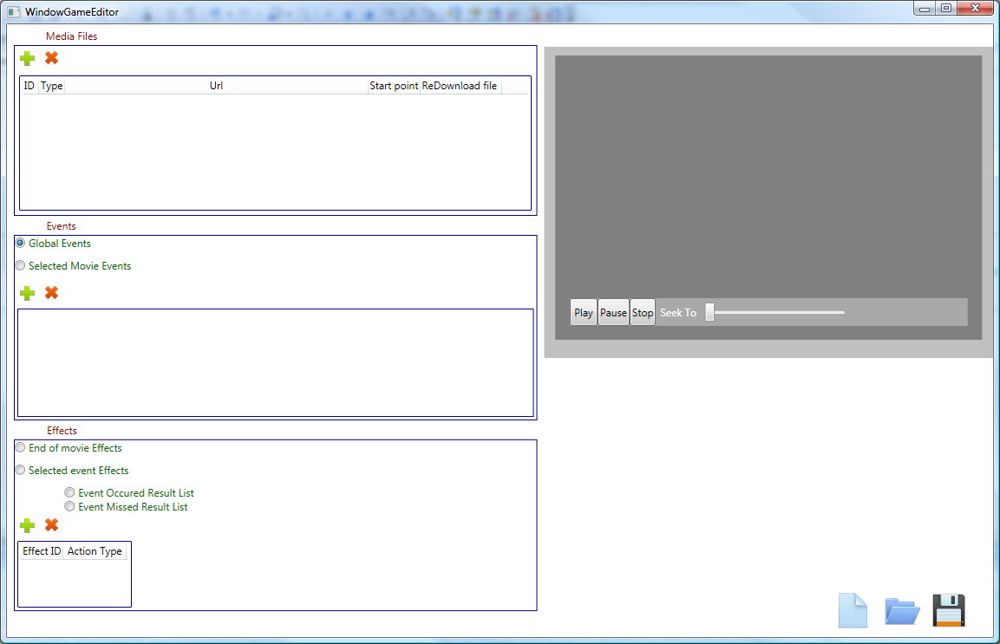 WindowGameEditor
Media Files
ID Type Url Start point ReDownload file
Events
Global Events
Selected Movie Events
Effects
End of movie Effects
Selected event Effects
Event Occured Result List
Event Missed Result List
Effect ID Action Type
Play Pause Stop Seek To